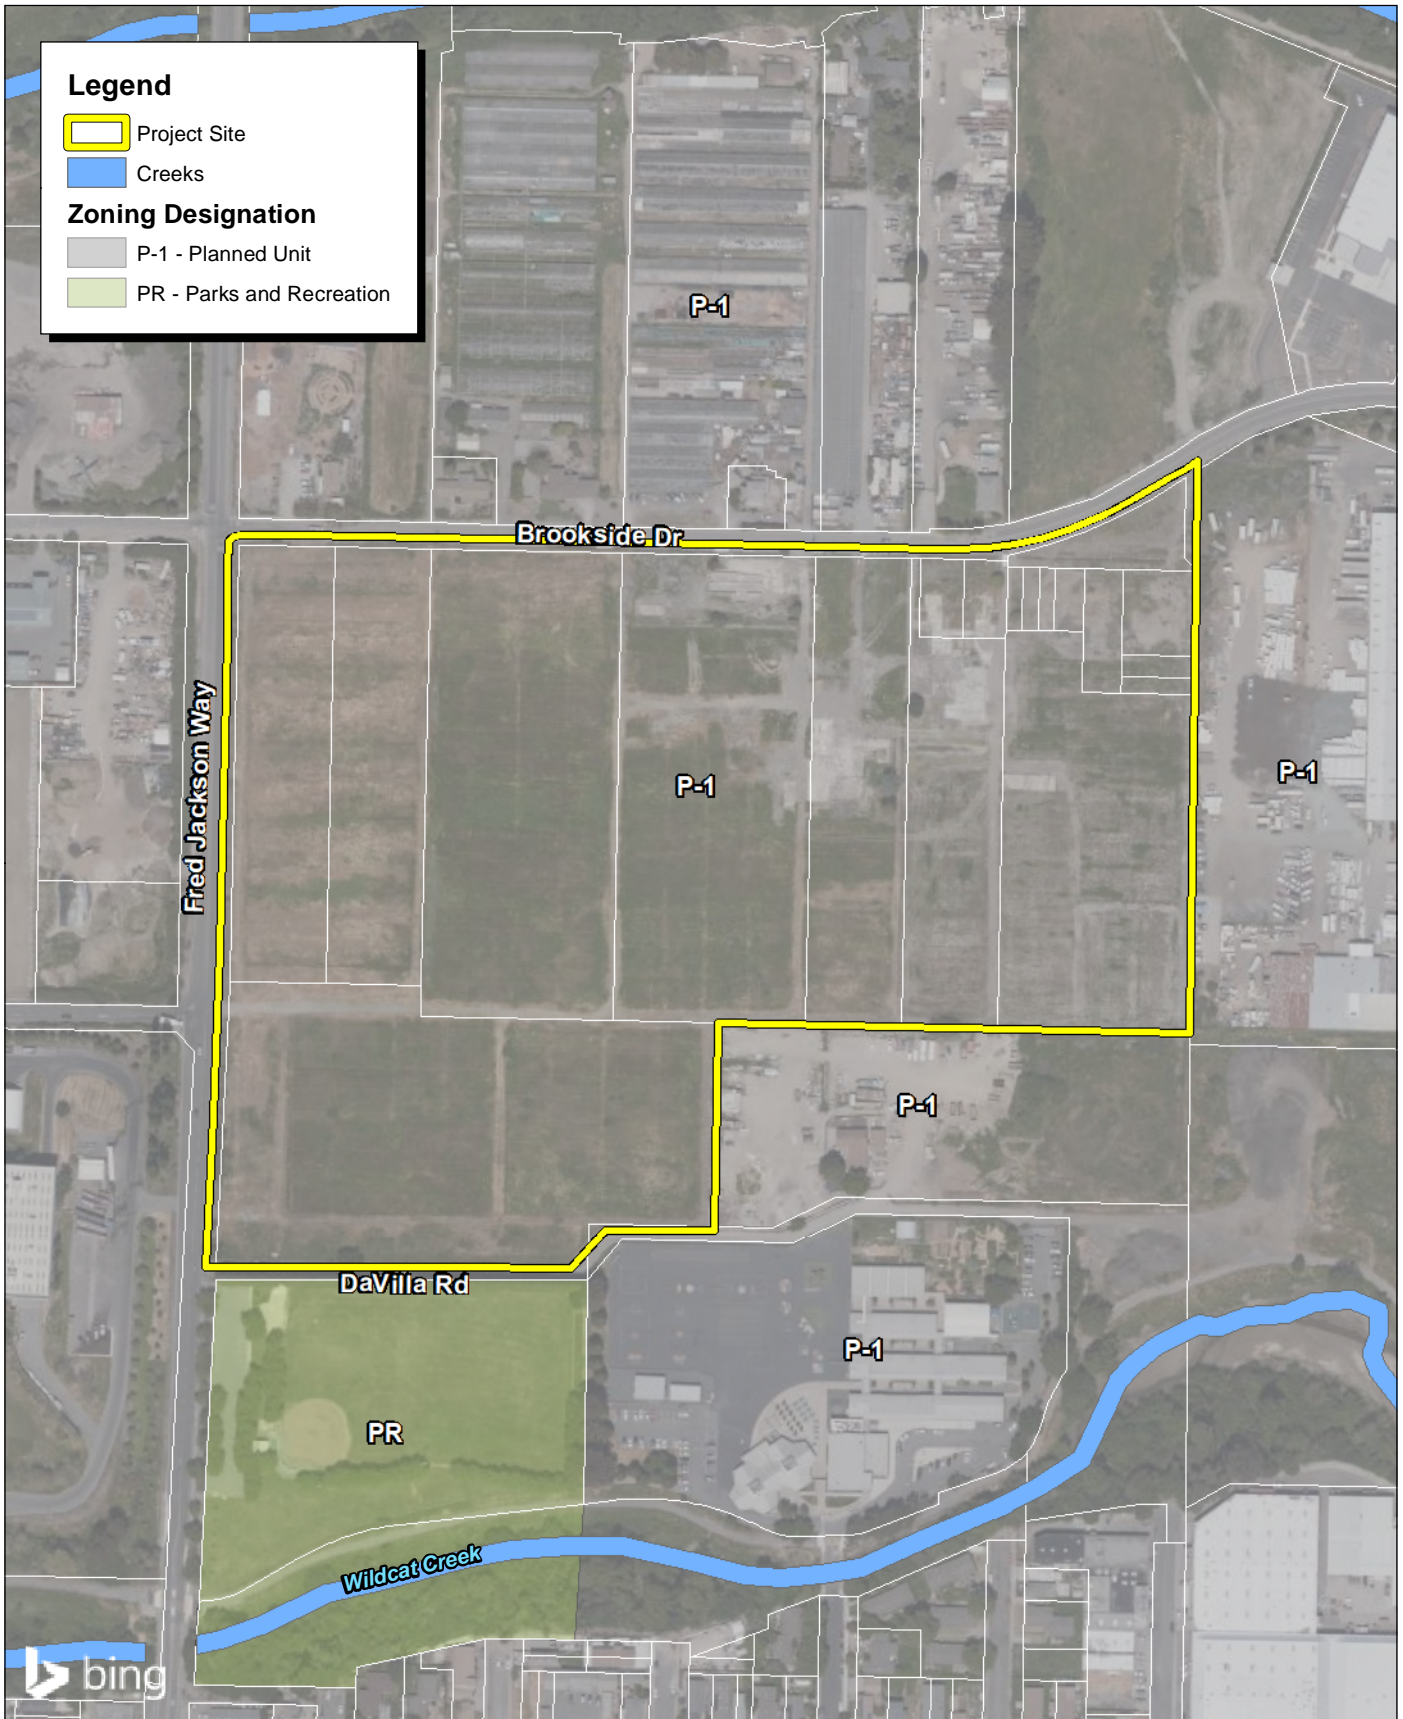 Legend
Project Site
Creeks
Zoning Designation
P-1 - Planned Unit
PR - Parks and Recreation
P-1
Brookside Dr
Fred Jackson Way
P-1
P-1
P-1
DaVilla Rd
P-1
PR
Wildcat Creek
bing